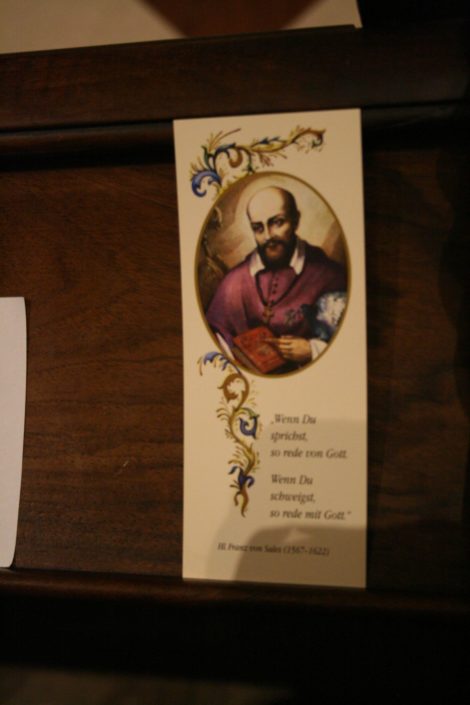 „Wenn Du
sprichst,
so rede von Gott.
Wenn Du
schweigst,
so rede mit Gott."
Hl. Franz von Sales (1567-1622)